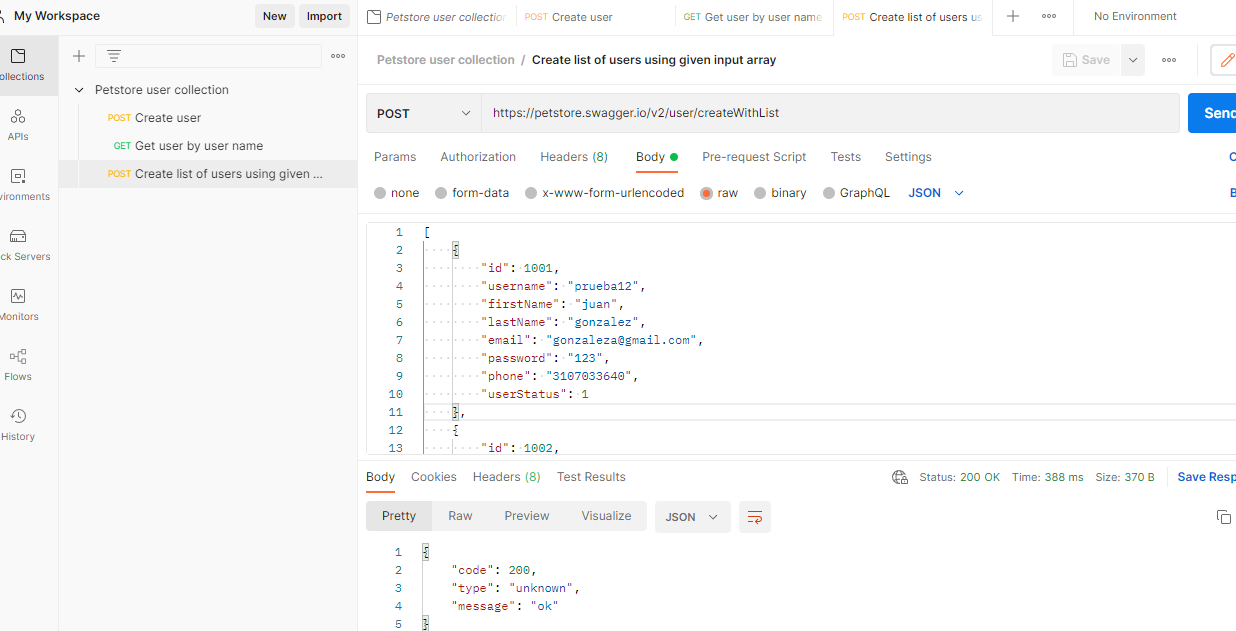 My Workspace
New
Import
Petstore user collection
POST Create user
GET Get user by user name
POST Create list of users us
No Environment
Collections
APIs
Environments
Mock Servers
Monitors
Flows
History
Petstore user collection
POST Create user
GET Get user by user name
POST Create list of users using given ...
Petstore user collection / Create list of users using given input array
Save
POST
https://petstore.swagger.io/v2/user/createWithList
Send
Params Authorization Headers (8) Body Pre-request Script Tests Settings
none form-data x-www-form-urlencoded raw binary GraphQL JSON
1 [
2 {
3 "id": 1001,
4 "username": "prueba12",
5 "firstName": "juan",
6 "lastName": "gonzalez",
7 "email": "gonzaleza@gmail.com",
8 "password": "123",
9 "phone": "3107033640",
10 "userStatus": 1
11 },
12 {
13 "id": 1002,
Body Cookies Headers (8) Test Results
Status: 200 OK Time: 388 ms Size: 370 B Save Resp
Pretty Raw Preview Visualize JSON
1 {
2 "code": 200,
3 "type": "unknown",
4 "message": "ok"
5 }